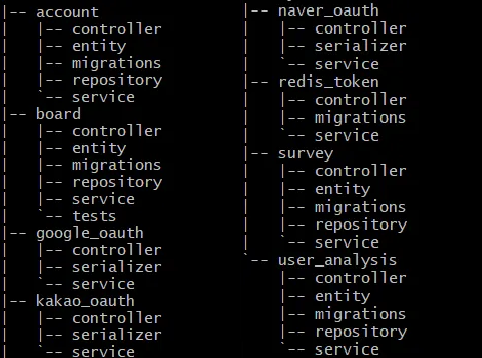 |-- account
|   |-- controller
|   |-- entity
|   |-- migrations
|   |-- repository
|   `-- service
|-- board
|   |-- controller
|   |-- entity
|   |-- migrations
|   |-- repository
|   |-- service
|   `-- tests
|-- google_oauth
|   |-- controller
|   |-- serializer
|   `-- service
|-- kakao_oauth
|   |-- controller
|   |-- serializer
|   `-- service
|-- naver_oauth
|   |-- controller
|   |-- serializer
|   `-- service
|-- redis_token
|   |-- controller
|   |-- migrations
|   `-- service
|-- survey
|   |-- controller
|   |-- entity
|   |-- migrations
|   |-- repository
|   `-- service
`-- user_analysis
    |-- controller
    |-- entity
    |-- migrations
    |-- repository
    `-- service